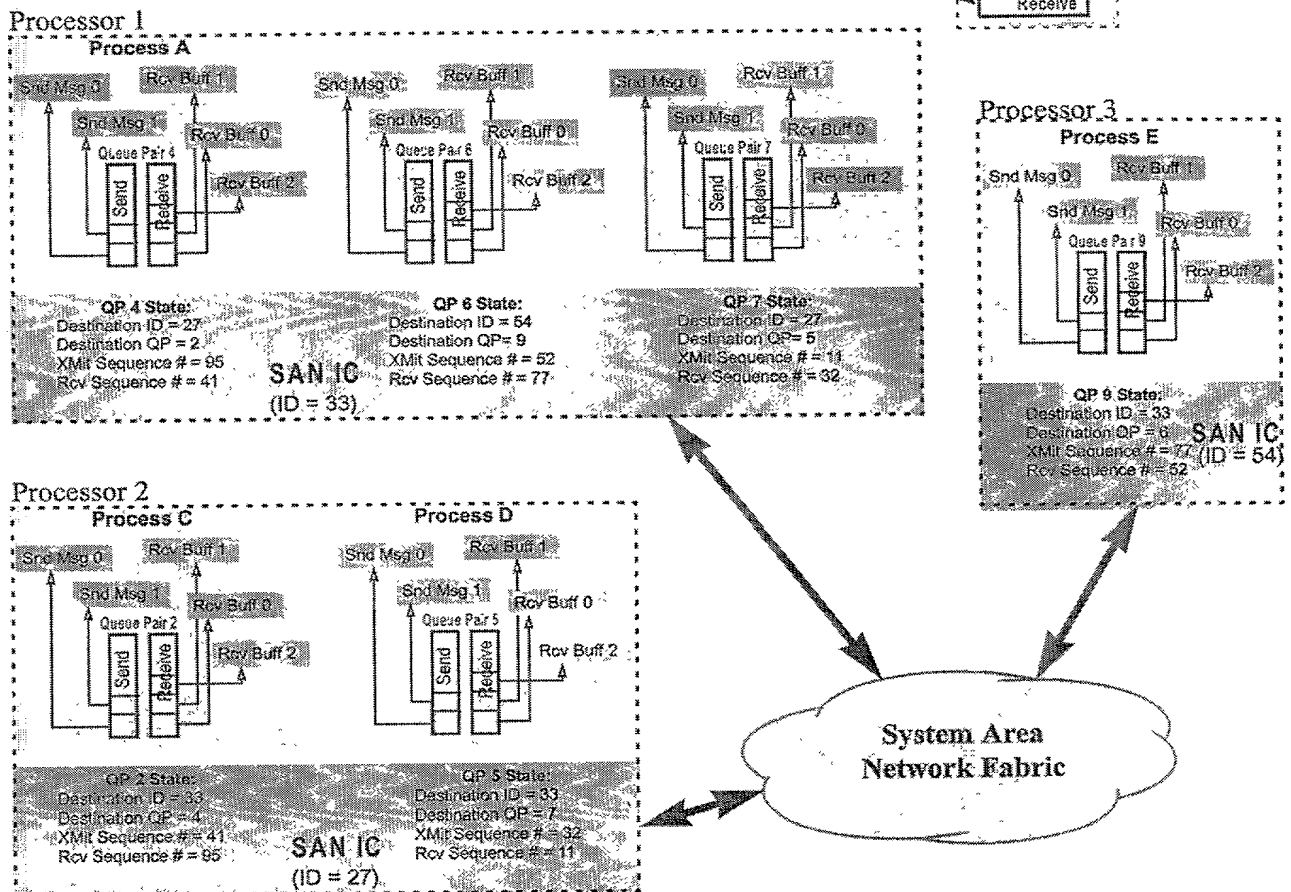 Receive
Processor 1
Process A
Snd Msg 0
Rcv Buff 1
Snd Msg 1
Rcv Buff 0
Queue Pair 4
Rcv Buff 2
Send
Receive
Snd Msg 0
Rcv Buff 1
Snd Msg 1
Rcv Buff 0
Queue Pair 6
Rcv Buff 2
Send
Receive
Snd Msg 0
Rcv Buff 1
Snd Msg 1
Rcv Buff 0
Queue Pair 7
Rcv Buff 2
Send
Receive
QP 4 State:
Destination ID = 27
Destination QP = 2
XMit Sequence # = 95
Rcv Sequence # = 41
SAN IC
(ID = 33)
QP 6 State:
Destination ID = 54
Destination QP= 9
XMit Sequence # = 52
Rcv Sequence # = 77
QP 7 State:
Destination ID = 27
Destination QP= 5
XMit Sequence # = 11
Rcv Sequence # = 32
Processor 3
Process E
Snd Msg 0
Rcv Buff 1
Snd Msg 1
Rcv Buff 0
Queue Pair 9
Rcv Buff 2
Send
Receive
QP 9 State:
Destination ID = 33
Destination QP = 6
XMit Sequence # = 77
Rcv Sequence # = 52
SAN IC
(ID = 54)
Processor 2
Process C
Snd Msg 0
Rcv Buff 1
Snd Msg 1
Rcv Buff 0
Queue Pair 2
Rcv Buff 2
Send
Receive
Process D
Snd Msg 0
Rcv Buff 1
Snd Msg 1
Rcv Buff 0
Queue Pair 5
Rcv Buff 2
Send
Receive
QP 2 State:
Destination ID = 33
Destination QP = 4
XMit Sequence # = 41
Rcv Sequence # = 95
SAN IC
(ID = 27)
QP 5 State:
Destination ID = 33
Destination QP = 7
XMit Sequence # = 32
Rcv Sequence # = 11
System Area
Network Fabric